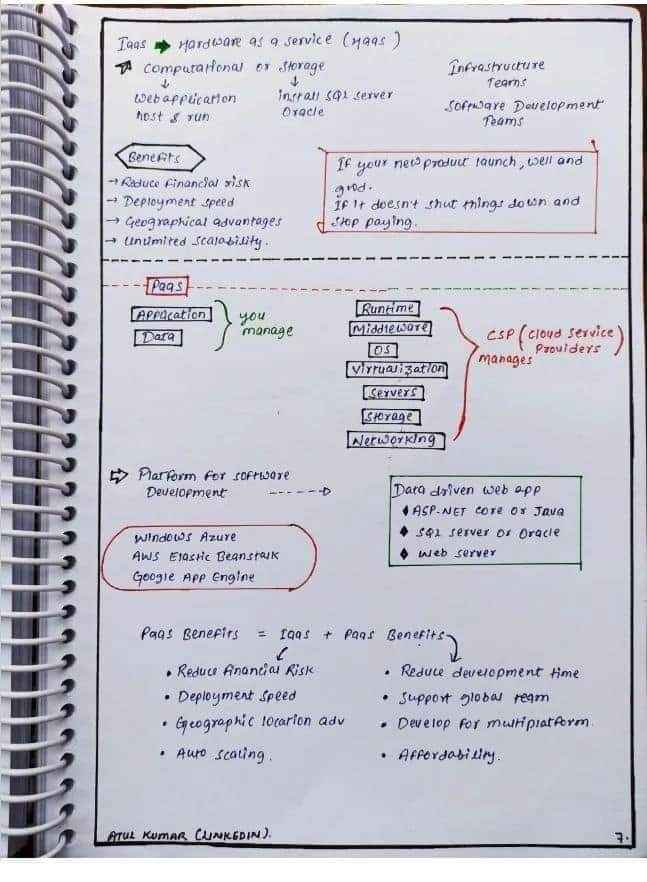 Iaas → Hardware as a service (Haas)
Computational or storage
↓ ↓
Web application install SQL server
host & run Oracle
Infrastructure
Teams
Software Development
Teams
Benefits
→ Reduce Financial risk
→ Deployment speed
→ Geographical advantages
→ Unlimited scalability.
If your new product launch, well and
good.
If it doesn't shut things down and
stop paying.
Paas
Application
Data
you
manage
Runtime
Middleware
OS
Virtualization
Servers
Storage
Networking
CSP (Cloud Service
Providers)
manages
⇒ Platform for software
Development
Data driven web app
♦ ASP-NET core or Java
♦ SQL server or Oracle
♦ Web server
Windows Azure
AWS Elastic Beanstalk
Google App Engine
Paas Benefits = Iaas + Paas Benefits
• Reduce Financial Risk
• Deployment Speed
• Geographic location adv
• Auto scaling.
• Reduce development time
• Support global team
• Develop for multiplatform
• Affordability.
ATUL KUMAR (LINKEDIN).
7.